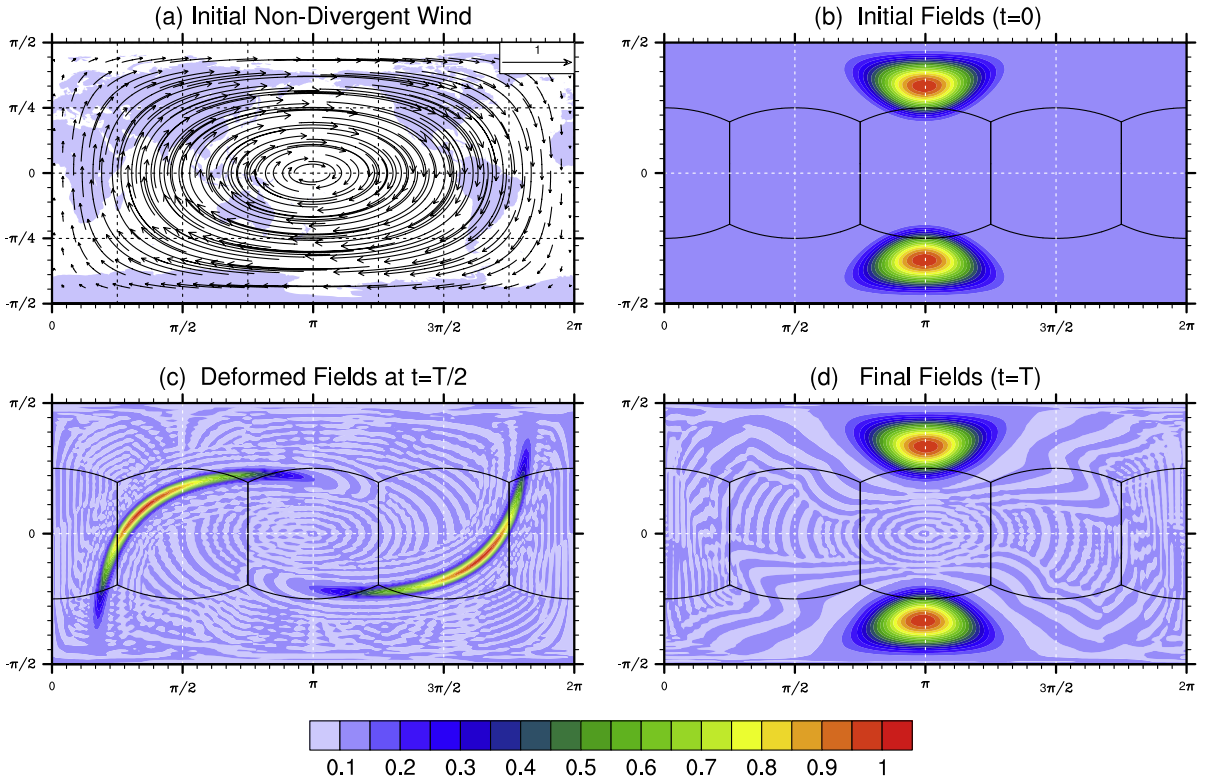 (a) Initial Non-Divergent Wind
(b) Initial Fields (t=0)
1
π/2
π/4
0
-π/4
-π/2
0
π/2
π
3π/2
2π
π/2
0
-π/2
0
π/2
π
3π/2
2π
(c) Deformed Fields at t=T/2
(d) Final Fields (t=T)
π/2
0
-π/2
0
π/2
π
3π/2
2π
π/2
0
-π/2
0
π/2
π
3π/2
2π
0.1 0.2 0.3 0.4 0.5 0.6 0.7 0.8 0.9 1